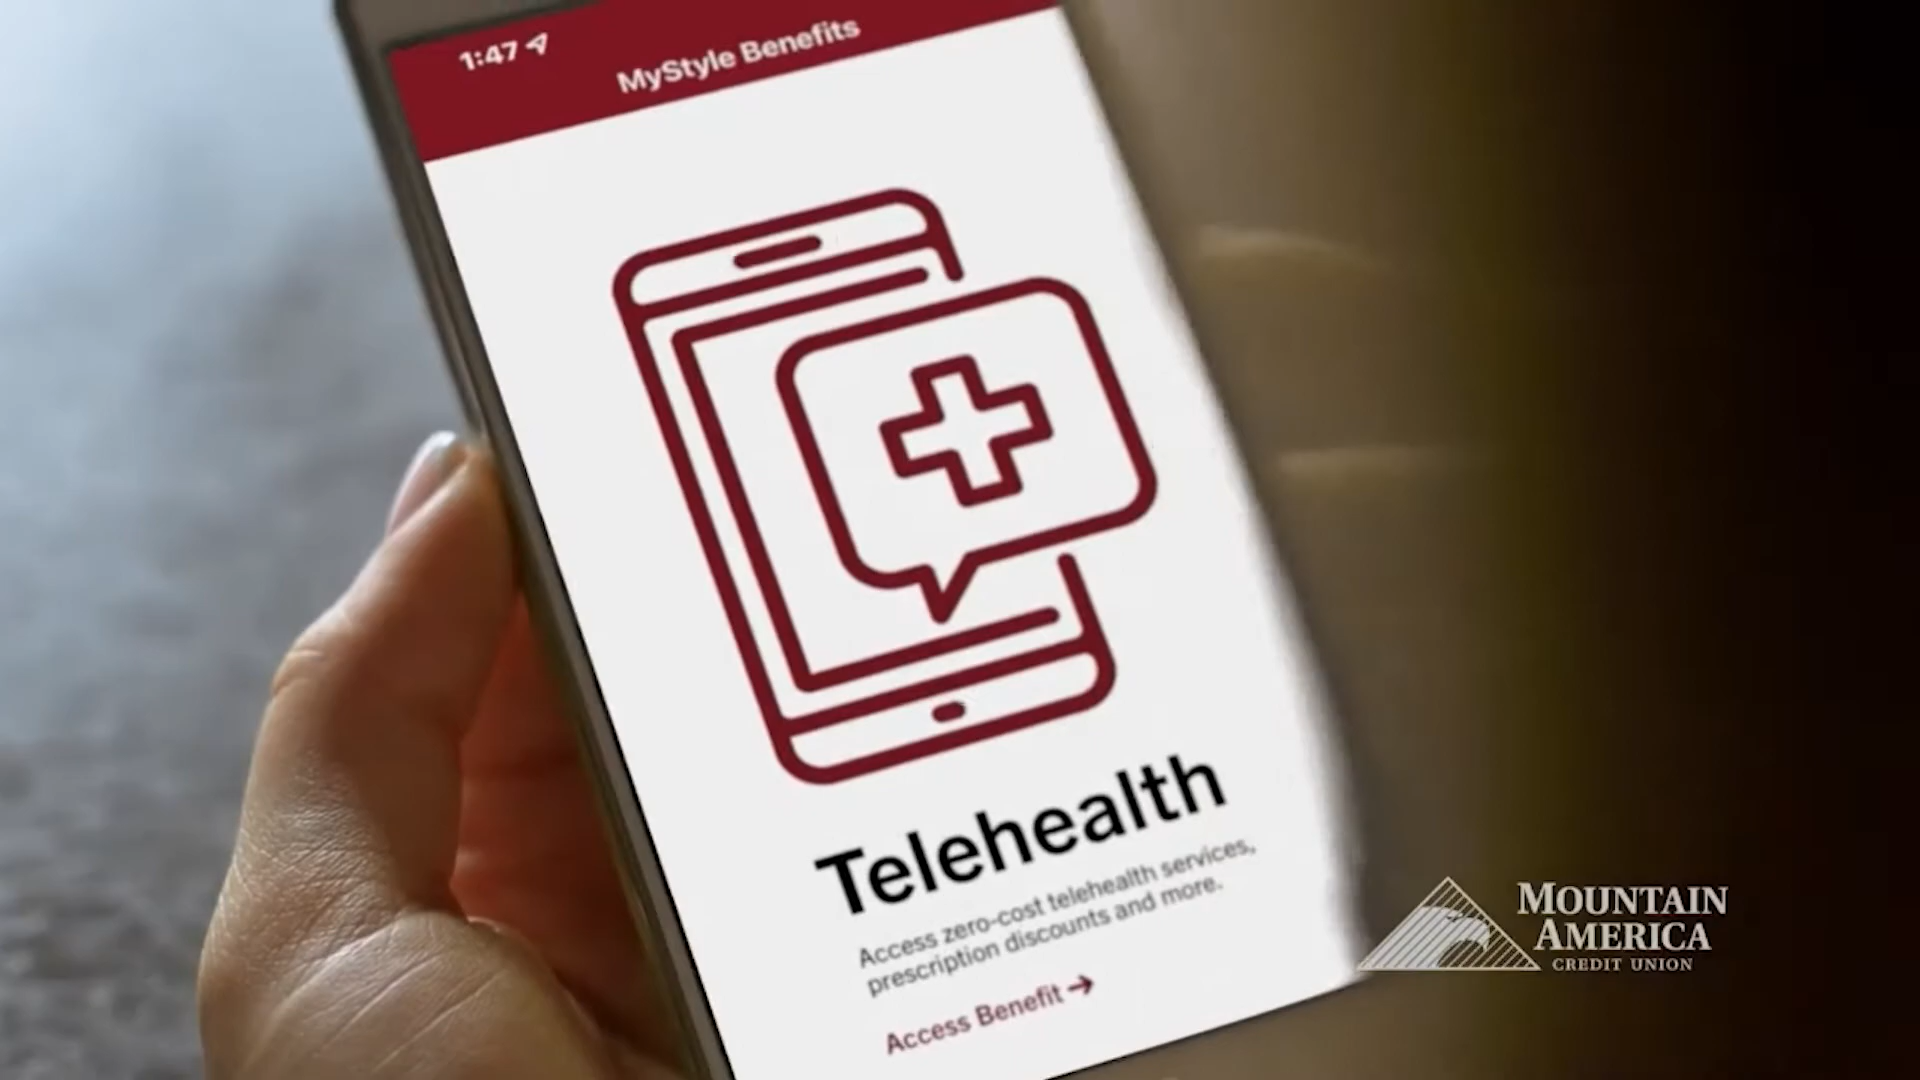 1:47
MyStyle Benefits
Telehealth
Access zero-cost telehealth services,
prescription discounts and more.
Access Benefit →
MOUNTAIN
AMERICA
CREDIT UNION